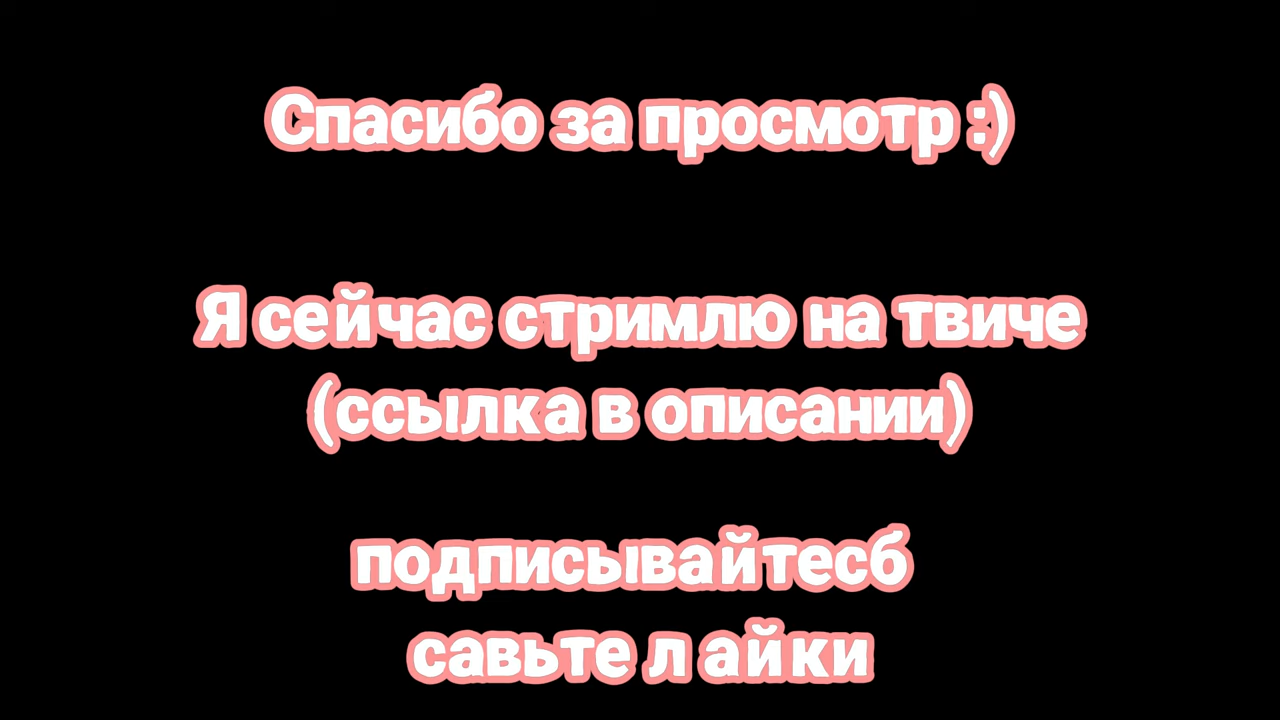 Спасибо за просмотр :)
Я сейчас стримлю на твиче
(ссылка в описании)
подписывайтесб
савьте л айки